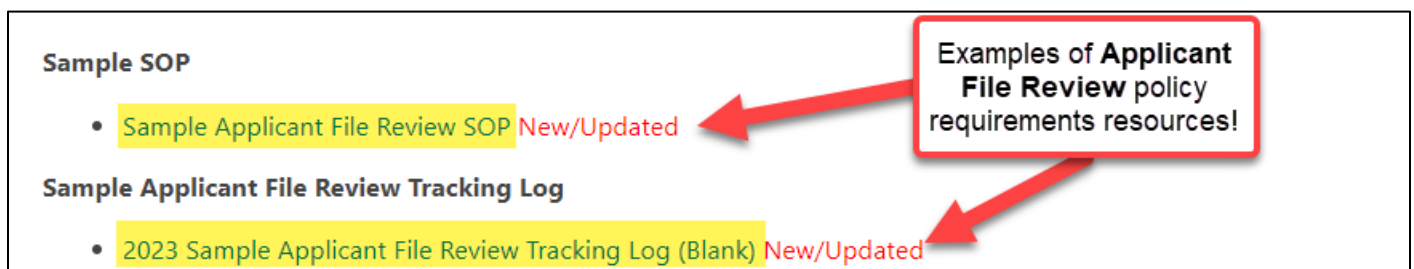 Sample SOP
Sample Applicant File Review SOP New/Updated
Sample Applicant File Review Tracking Log
2023 Sample Applicant File Review Tracking Log (Blank) New/Updated
Examples of Applicant
File Review policy
requirements resources!